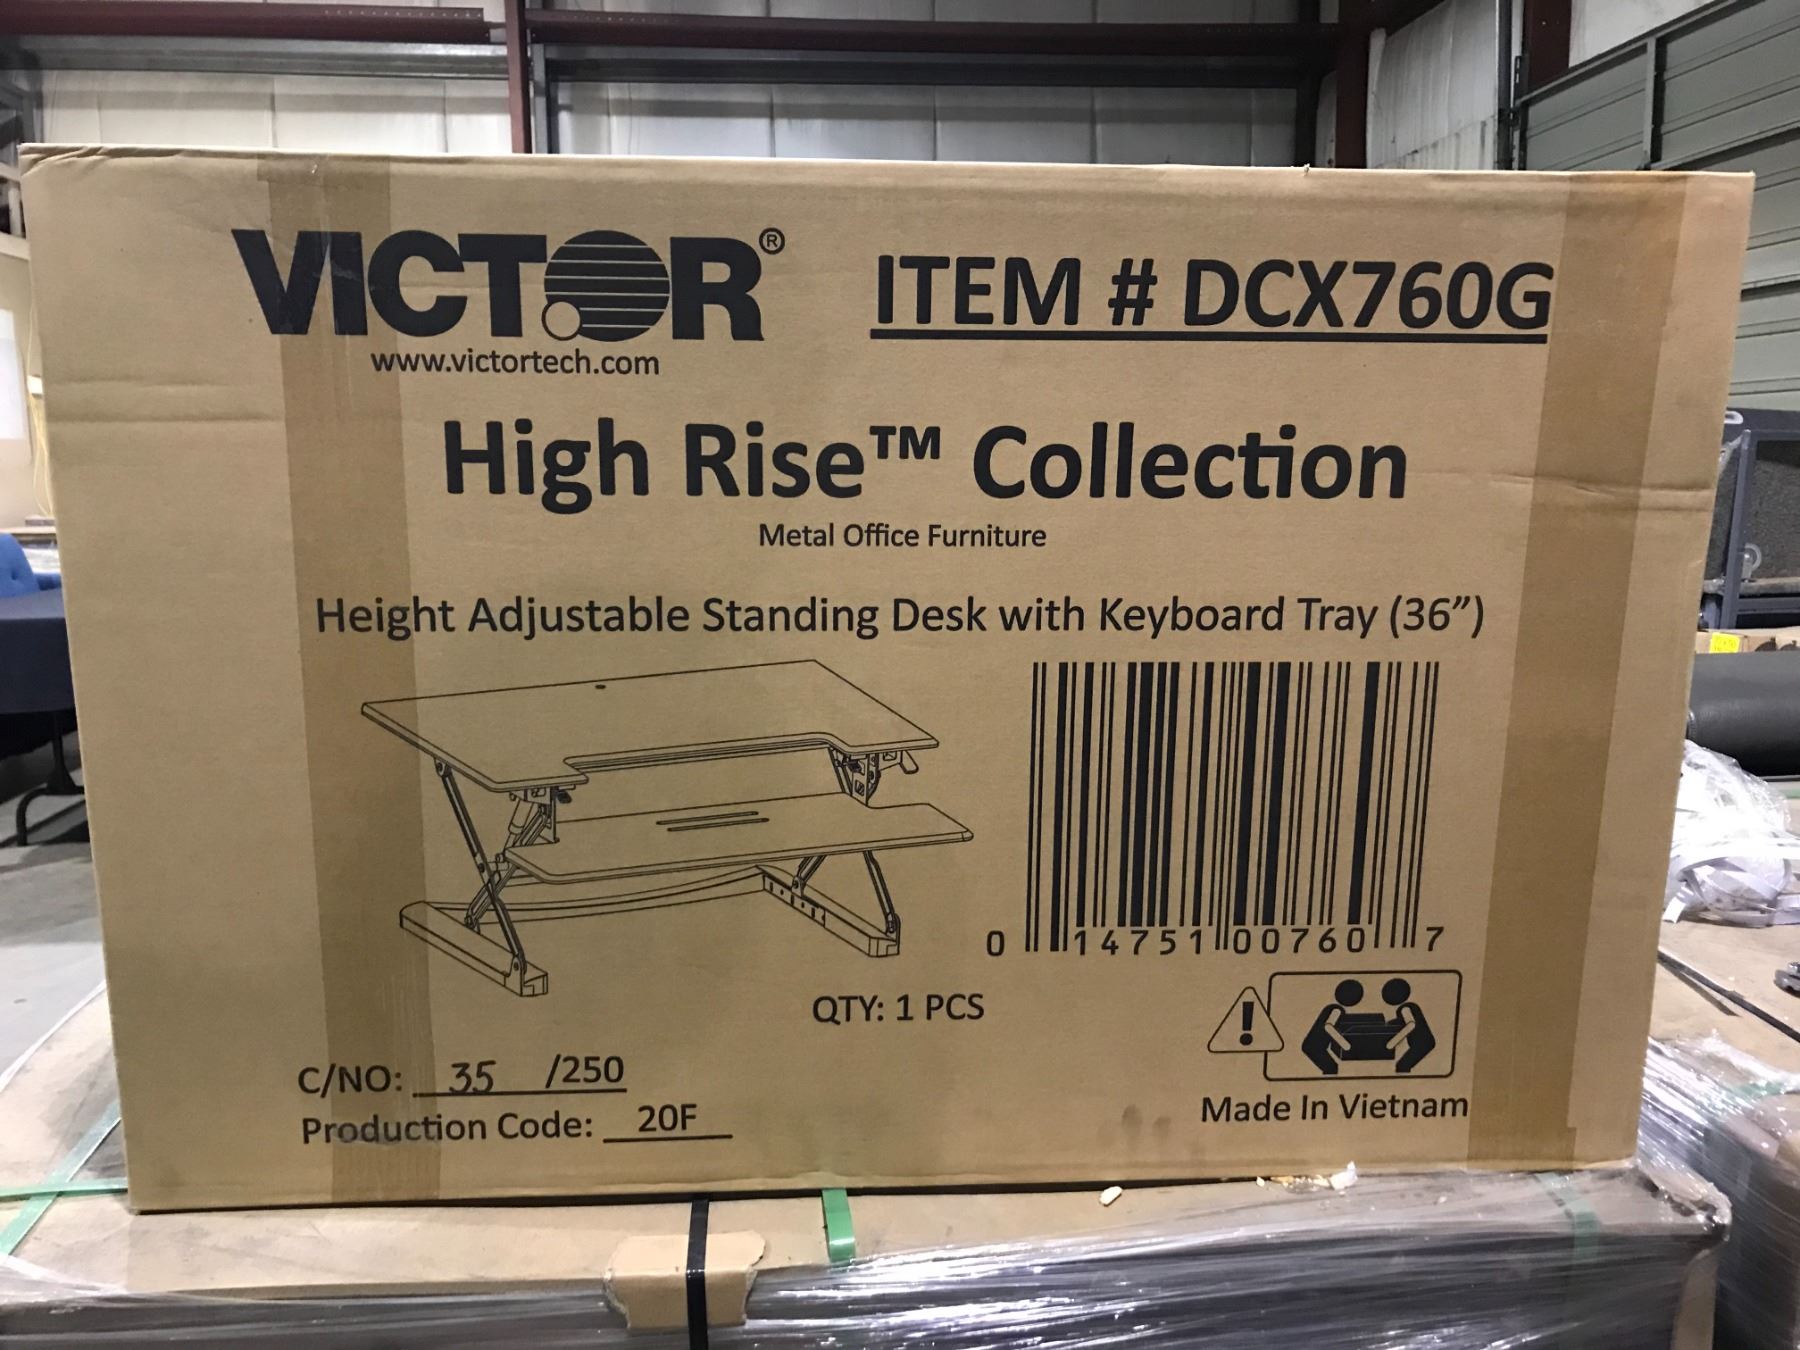 VICTOR®
www.victortech.com
ITEM # DCX760G
High Rise™ Collection
Metal Office Furniture
Height Adjustable Standing Desk with Keyboard Tray (36”)
0 14751 00760 7
QTY: 1 PCS
C/NO: 35 /250
Production Code: 20F
Made In Vietnam